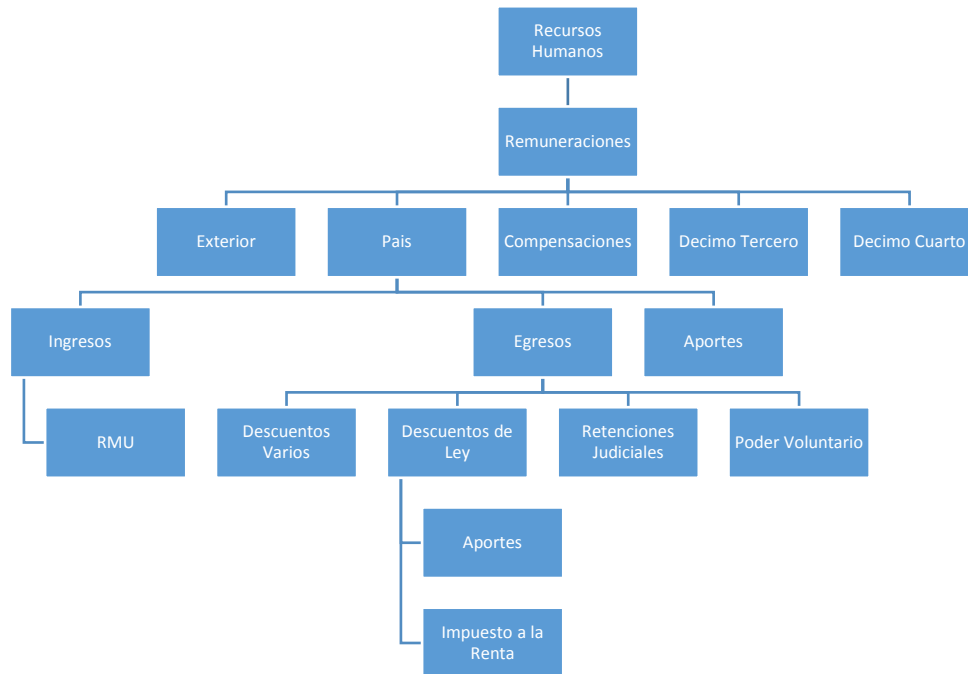 Recursos
Humanos
Remuneraciones
Exterior
Pais
Compensaciones
Decimo Tercero
Decimo Cuarto
Ingresos
Egresos
Aportes
RMU
Descuentos
Varios
Descuentos de
Ley
Retenciones
Judiciales
Poder Voluntario
Aportes
Impuesto a la
Renta